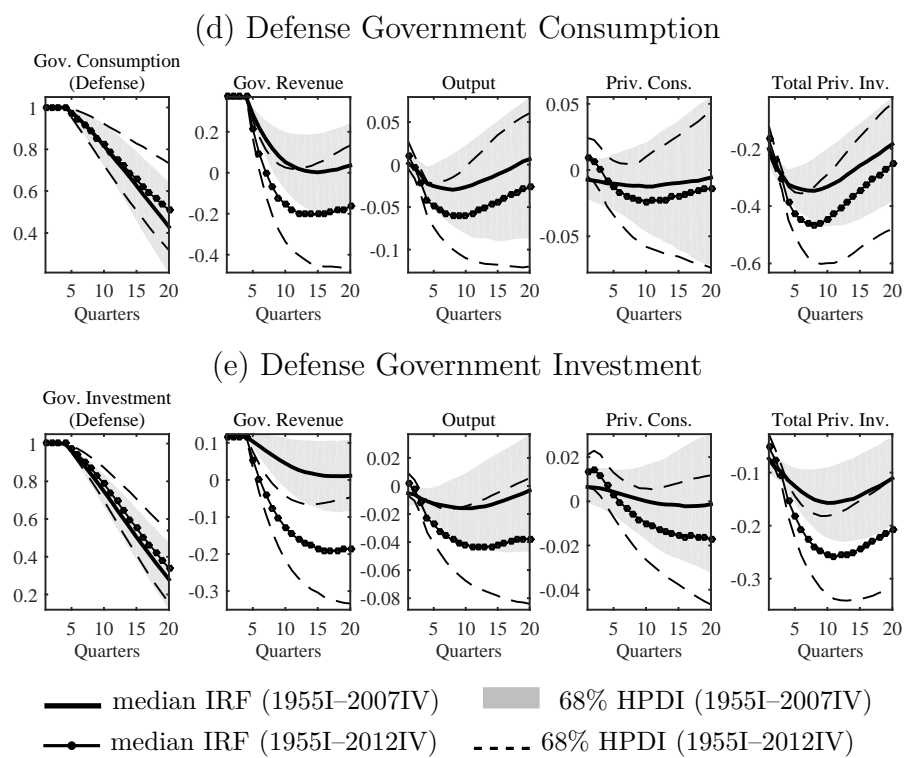 (d) Defense Government Consumption
Gov. Consumption
(Defense)
Gov. Revenue
Output
Priv. Cons.
Total Priv. Inv.
1
0.8
0.6
0.4
0.2
0
-0.2
-0.4
0.05
0
-0.05
-0.1
0.05
0
-0.05
-0.2
-0.4
-0.6
5 10 15 20
5 10 15 20
5 10 15 20
5 10 15 20
5 10 15 20
Quarters
Quarters
Quarters
Quarters
Quarters
(e) Defense Government Investment
Gov. Investment
(Defense)
Gov. Revenue
Output
Priv. Cons.
Total Priv. Inv.
1
0.8
0.6
0.4
0.2
0.1
0
-0.1
-0.2
-0.3
0.02
0
-0.02
-0.04
-0.06
-0.08
0.02
0
-0.02
-0.04
-0.1
-0.2
-0.3
5 10 15 20
5 10 15 20
5 10 15 20
5 10 15 20
5 10 15 20
Quarters
Quarters
Quarters
Quarters
Quarters
median IRF (1955I–2007IV)
68% HPDI (1955I–2007IV)
median IRF (1955I–2012IV)
68% HPDI (1955I–2012IV)